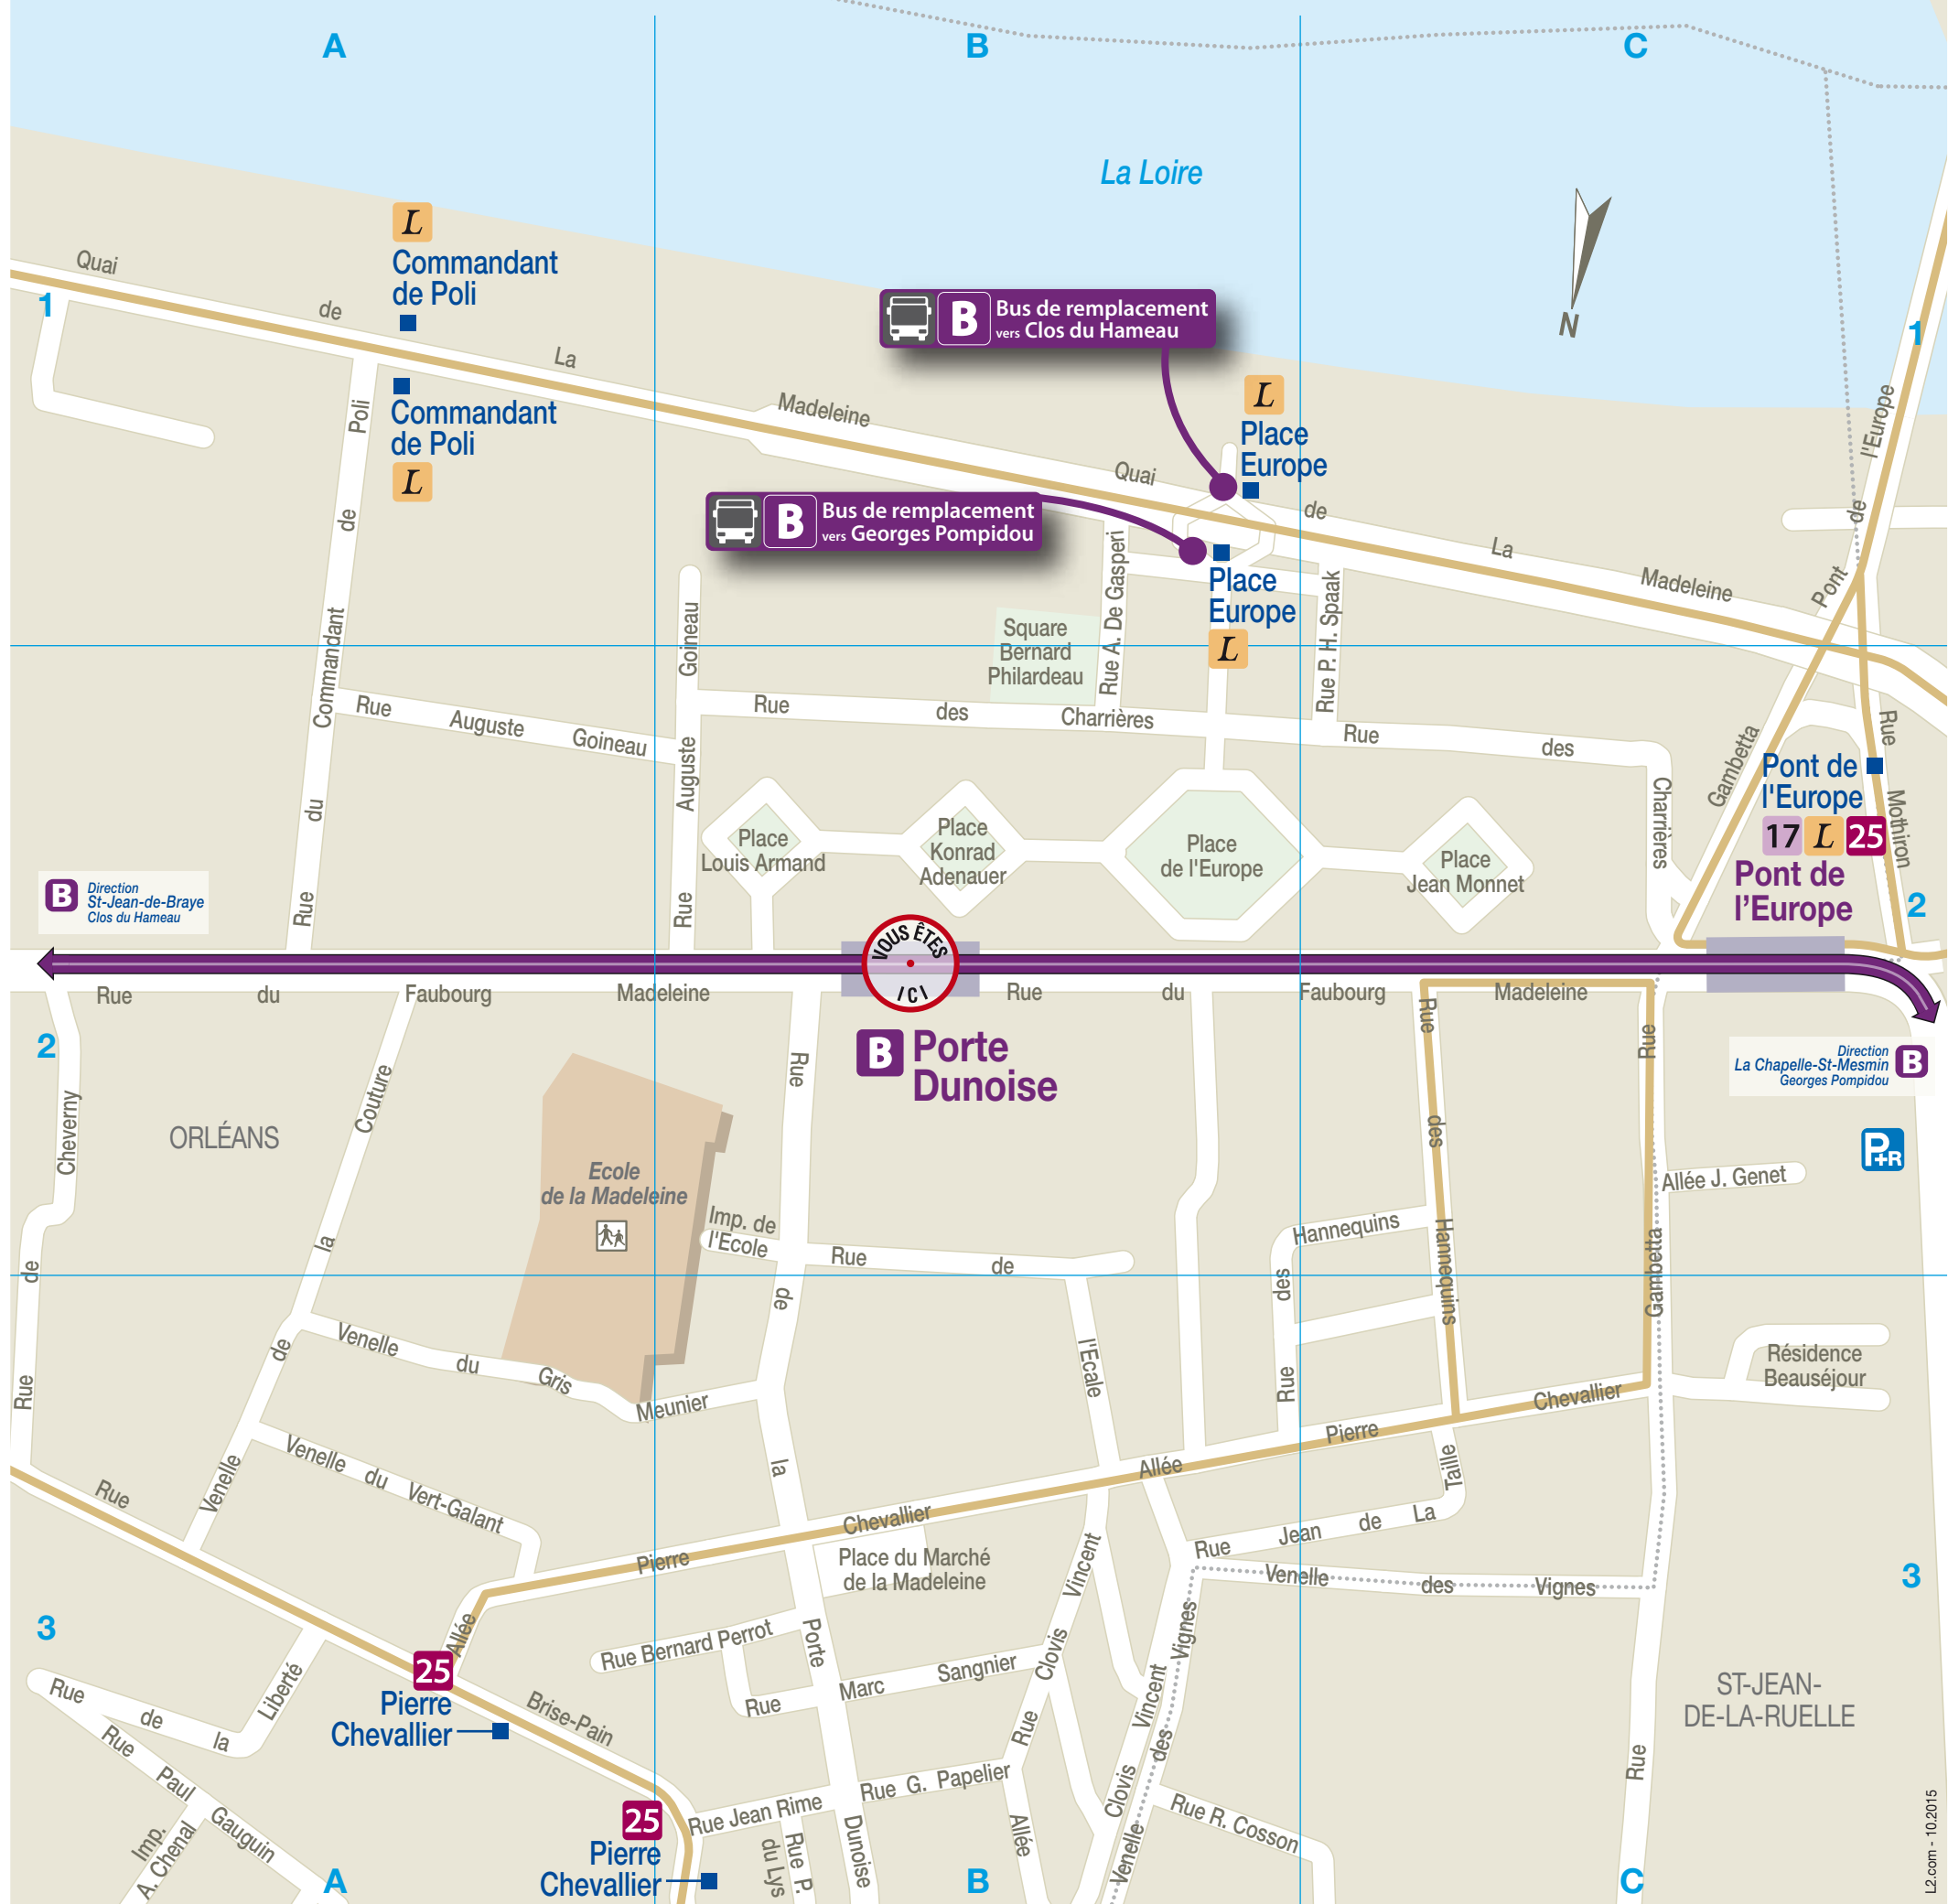 A
B
C
La Loire
L
Commandant
de Poli
Quai
de
La
Madeleine
1
1
Commandant
de Poli
L
B
Bus de remplacement
vers Clos du Hameau
L
Place
Europe
B
Bus de remplacement
vers Georges Pompidou
Place
Europe
L
N
Quai
de
La
Madeleine
Pont
de
l'Europe
Poli
de
Commandant
du
Rue
Goineau
Auguste
Rue
Rue
Auguste
Goineau
Square
Bernard
Philardeau
Rue A. De Gasperi
Rue P. H. Spaak
Rue
des
Charrières
Rue
des
Charrières
Gambetta
Rue
Mothiron
Pont de
l'Europe
17
L
25
Pont de
l’Europe
Place
Louis Armand
Place
Konrad
Adenauer
Place
de l'Europe
Place
Jean Monnet
2
B
Direction
St-Jean-de-Braye
Clos du Hameau
VOUS ÊTES
ICI
Rue
du
Faubourg
Madeleine
Rue
du
Faubourg
Madeleine
B
Porte
Dunoise
Direction
La Chapelle-St-Mesmin
Georges Pompidou
B
P+R
2
Cheverny
de
Rue
ORLÉANS
Couture
la
de
Venelle
Ecole
de la Madeleine
Imp. de
l'Ecole
Rue
de
l'Ecale
Rue
de
la
Porte
Dunoise
Rue
des
Hannequins
Hannequins
des
Rue
Rue
Gambetta
Rue
Allée J. Genet
Résidence
Beauséjour
Venelle
du
Gris
Meunier
Venelle
du
Vert-Galant
Rue
Brise-Pain
Allée
Pierre
Chevallier
Allée
Pierre
Chevallier
Place du Marché
de la Madeleine
Rue
Jean
de
La
Taille
Venelle
des
Vignes
3
3
Rue Bernard Perrot
Rue
Marc
Sangnier
Vincent
Clovis
Rue
Vincent
Clovis
Vignes
des
Venelle
Allée
Rue
de
la
Liberté
Rue
Paul
Gauguin
Imp.
A. Chenal
25
Pierre
Chevallier
25
Pierre
Chevallier
Rue Jean Rime
Rue G. Papelier
Rue P.
du Lys
Rue R. Cosson
ST-JEAN-
DE-LA-RUELLE
L2.com - 10.2015
A
B
C